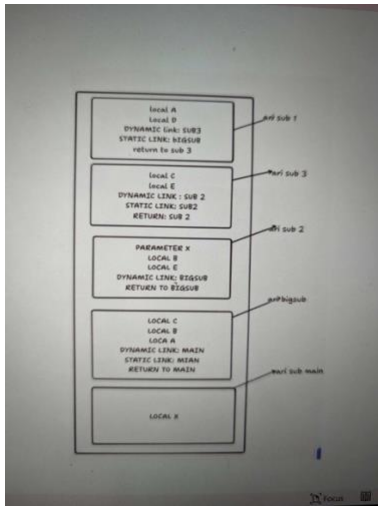 local A
Local D
DYNAMIC Link: SUB3
STATIC LINK: BIGSUB
return to sub 3
ari sub 1
local C
local E
DYNAMIC LINK : SUB 2
STATIC LINK: SUB2
RETURN: SUB 2
ari sub 3
PARAMETER X
LOCAL B
LOCAL E
DYNAMIC LINK: BIGSUB
RETURN TO BIGSUB
ari sub 2
LOCAL C
LOCAL B
LOCA A
DYNAMIC LINK: MAIN
STATIC LINK: MIAN
RETURN TO MAIN
ari bigsub
LOCAL X
ari sub main
Focus